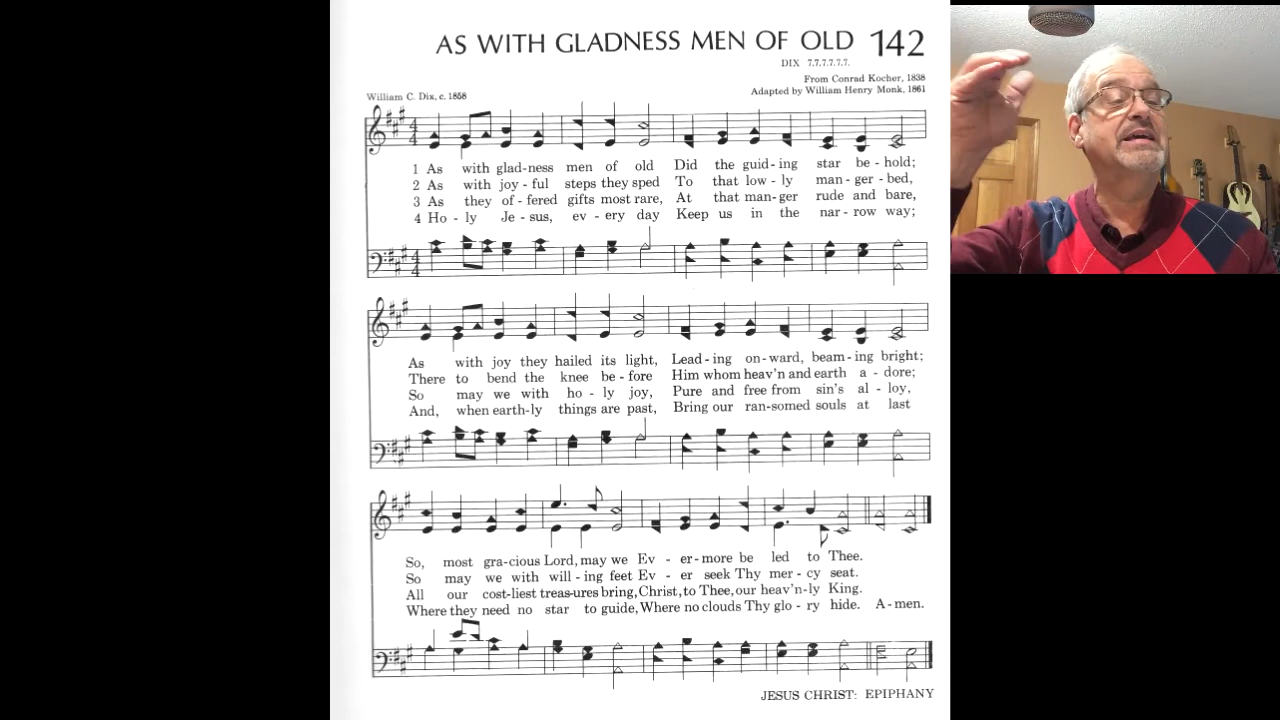 AS WITH GLADNESS MEN OF OLD 142
DIX 7.7.7.7.7.7.
From Conrad Kocher, 1838
William C. Dix, c. 1858
Adapted by William Henry Monk, 1861
4
4
1 As with glad-ness men of old Did the guid-ing star be-hold;
2 As with joy-ful steps they sped To that low-ly man-ger-bed,
3 As they of-fered gifts most rare, At that man-ger rude and bare,
4 Ho-ly Je-sus, ev-ery day Keep us in the nar-row way;
4
4
As with joy they hailed its light, Lead-ing on-ward, beam-ing bright;
There to bend the knee be-fore Him whom heav'n and earth a-dore;
So may we with ho-ly joy, Pure and free from sin's al-loy,
And, when earth-ly things are past, Bring our ran-somed souls at last
So, most gra-cious Lord, may we Ev-er-more be led to Thee.
So may we with will-ing feet Ev-er seek Thy mer-cy seat.
All our cost-liest treas-ures bring, Christ, to Thee, our heav'n-ly King.
Where they need no star to guide, Where no clouds Thy glo-ry hide. A-men.
JESUS CHRIST: EPIPHANY